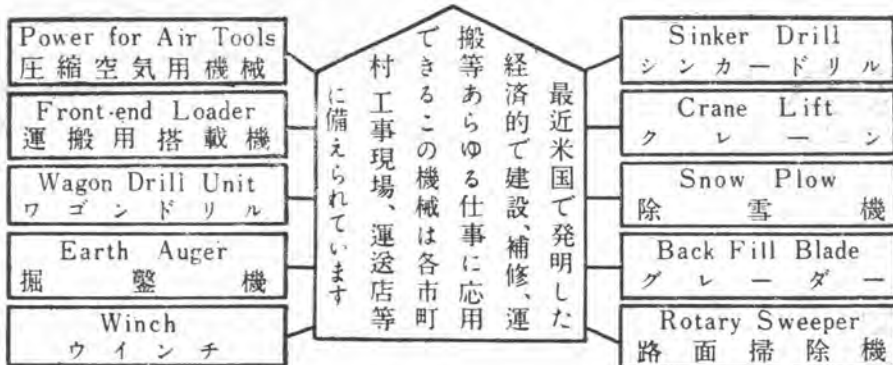 Power for Air Tools
圧縮空気用機械
Front-end Loader
運搬用搭載機
Wagon Drill Unit
ワゴンドリル
Earth Auger
掘鑿機
Winch
ウインチ
最近米国で発明した
経済的で建設、補修、運
搬等あらゆる仕事に応用
できるこの機械は各市町
村工事現場、運送店等
に備えられています
Sinker Drill
シンカードリル
Crane Lift
クレーン
Snow Plow
除雪機
Back Fill Blade
グレーダー
Rotary Sweeper
路面掃除機